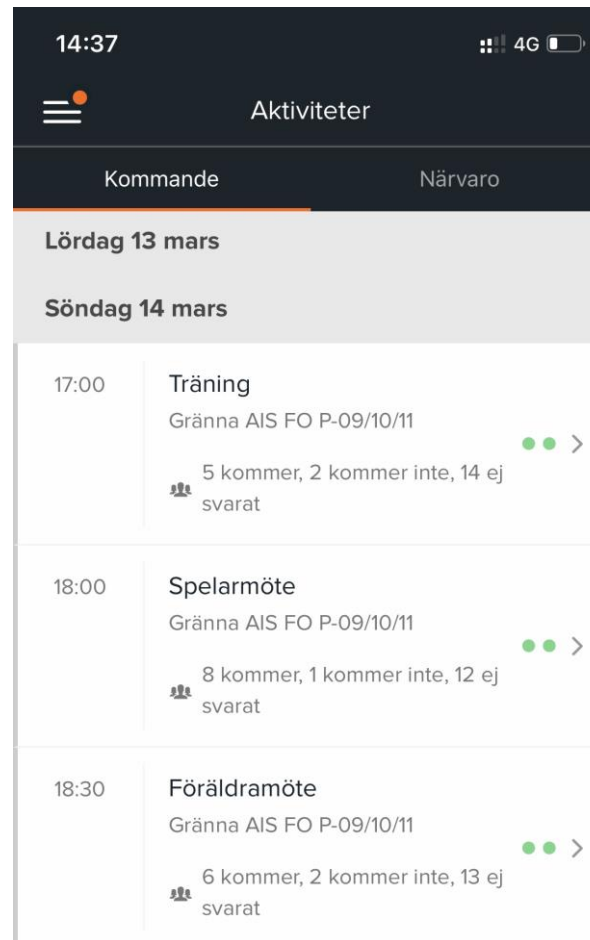 14:37
4G
Aktiviteter
Kommande
Närvaro
Lördag 13 mars
Söndag 14 mars
17:00
Träning
Gränna AIS FO P-09/10/11
5 kommer, 2 kommer inte, 14 ej
svarat
18:00
Spelarmöte
Gränna AIS FO P-09/10/11
8 kommer, 1 kommer inte, 12 ej
svarat
18:30
Föräldramöte
Gränna AIS FO P-09/10/11
6 kommer, 2 kommer inte, 13 ej
svarat